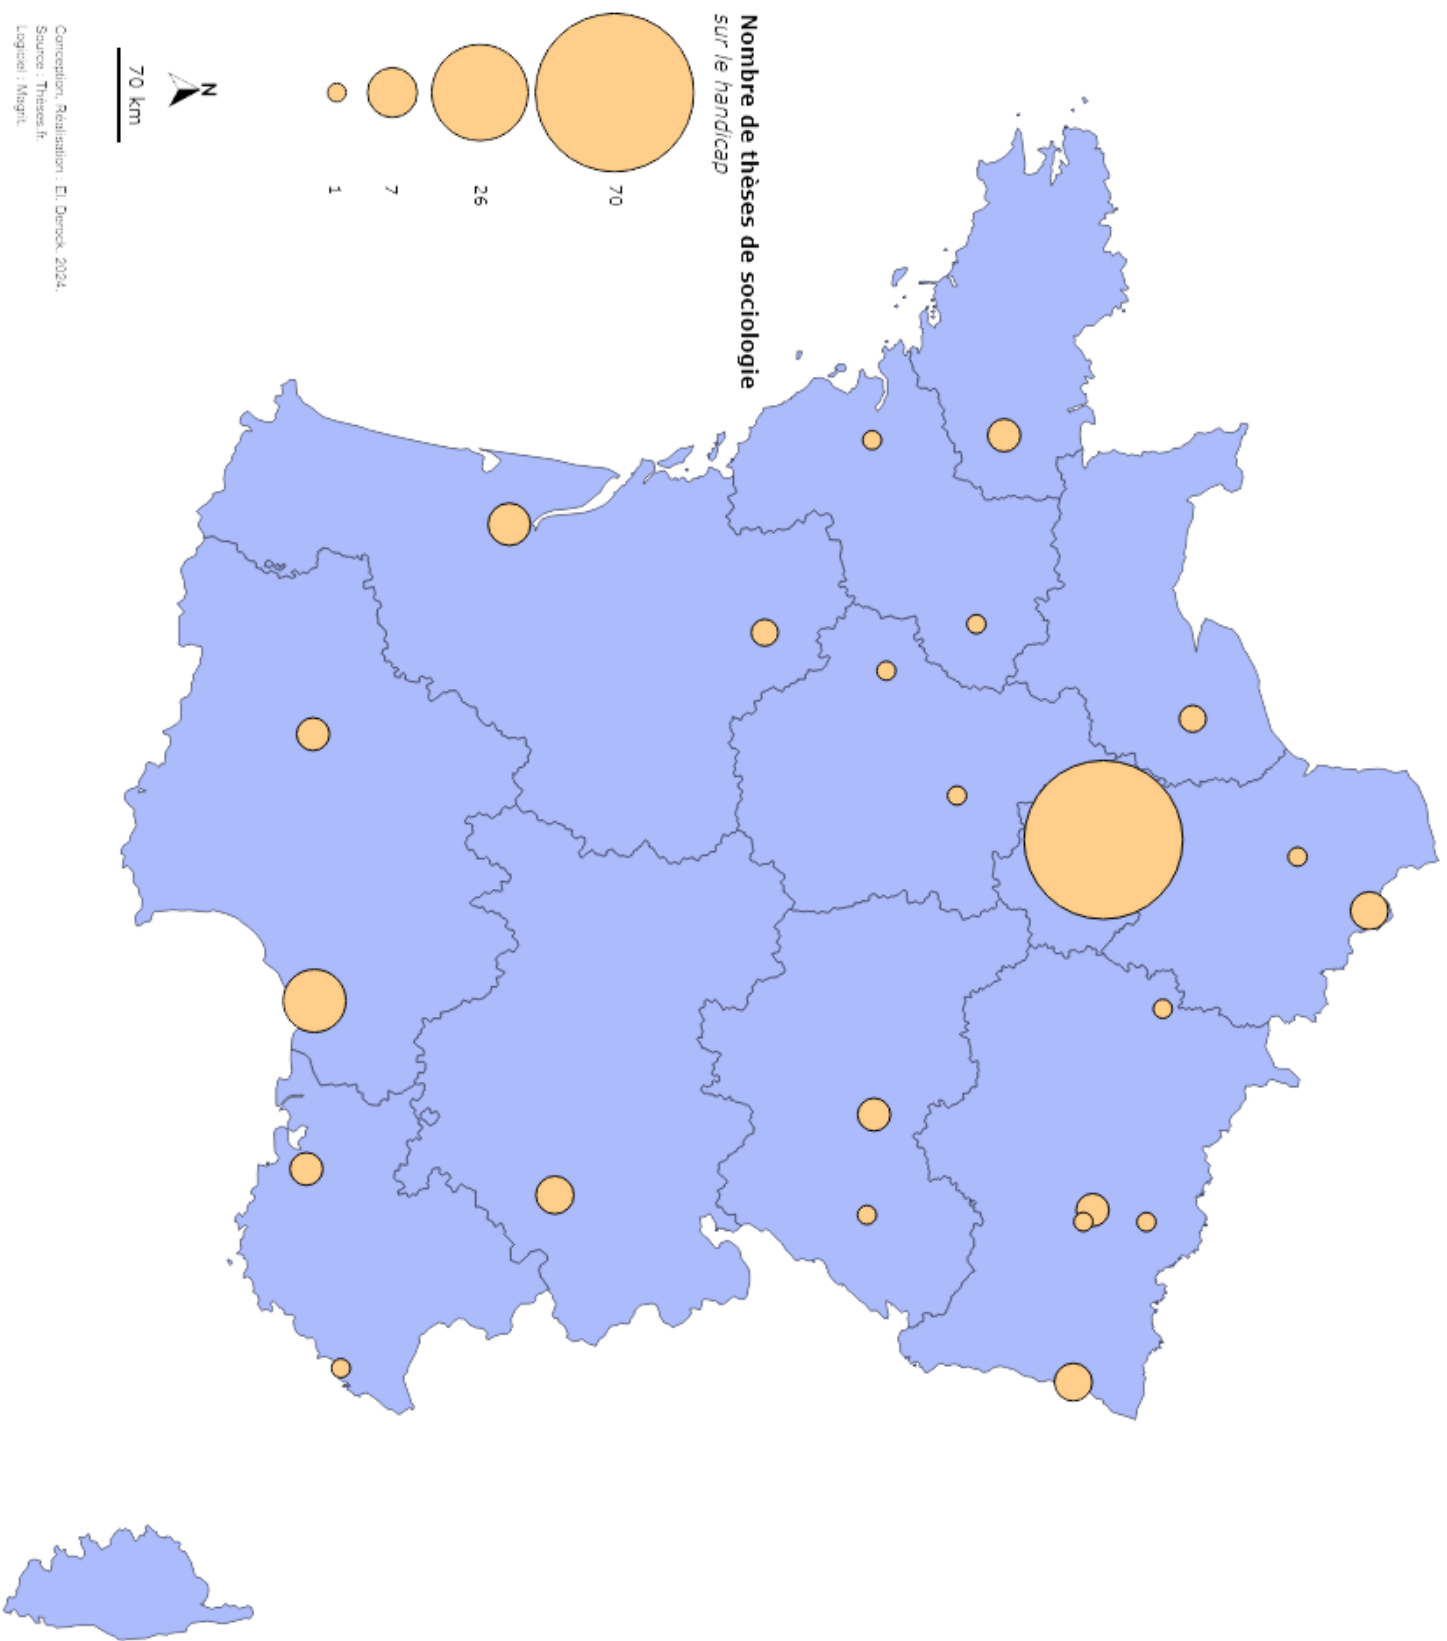 Nombre de thèses de sociologie
sur le handicap
70
26
7
1
N
70 km
Conception, Réalisation : El. Derock. 2024.
Source : Theses.fr.
Logiciel : Magrit.